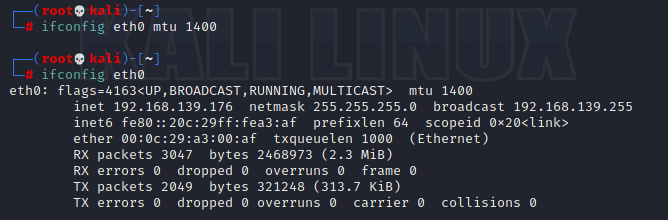 KALI LINUX
┌──(root💀kali)-[~]
└─# ifconfig eth0 mtu 1400
┌──(root💀kali)-[~]
└─# ifconfig eth0
eth0: flags=4163<UP,BROADCAST,RUNNING,MULTICAST>  mtu 1400
        inet 192.168.139.176  netmask 255.255.255.0  broadcast 192.168.139.255
        inet6 fe80::20c:29ff:fea3:af  prefixlen 64  scopeid 0×20<link>
        ether 00:0c:29:a3:00:af  txqueuelen 1000  (Ethernet)
        RX packets 3047  bytes 2468973 (2.3 MiB)
        RX errors 0  dropped 0  overruns 0  frame 0
        TX packets 2049  bytes 321248 (313.7 KiB)
        TX errors 0  dropped 0 overruns 0  carrier 0  collisions 0